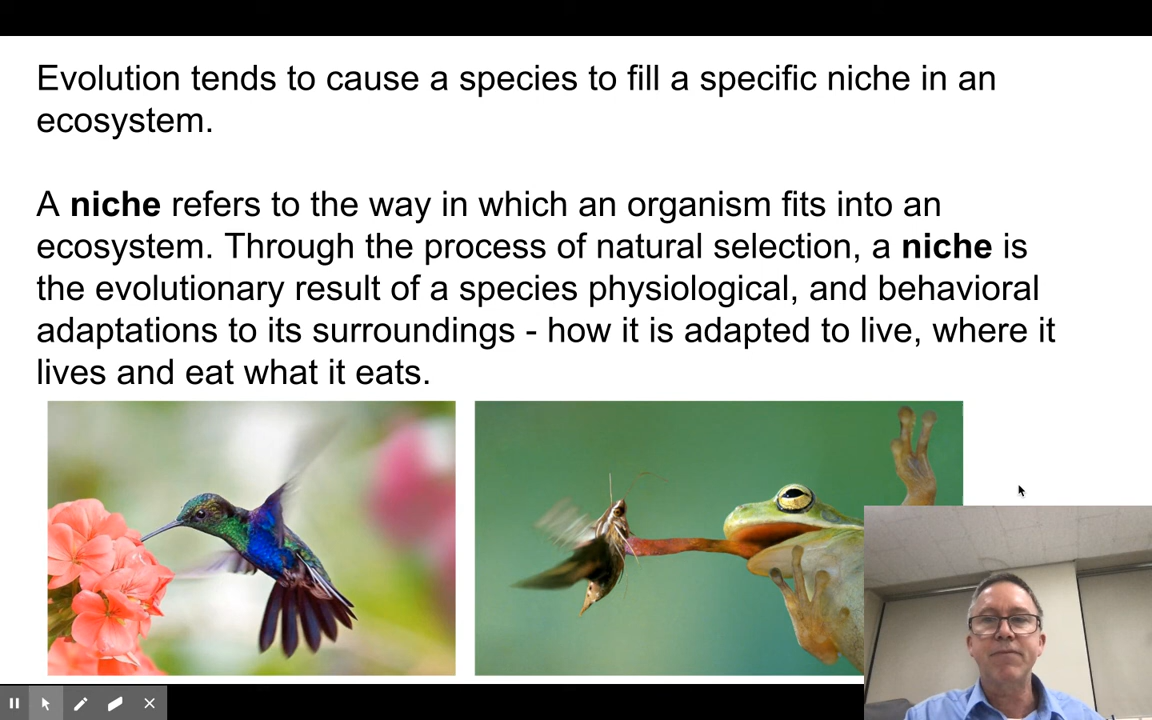 Evolution tends to cause a species to fill a specific niche in an
ecosystem.
A niche refers to the way in which an organism fits into an
ecosystem. Through the process of natural selection, a niche is
the evolutionary result of a species physiological, and behavioral
adaptations to its surroundings - how it is adapted to live, where it
lives and eat what it eats.